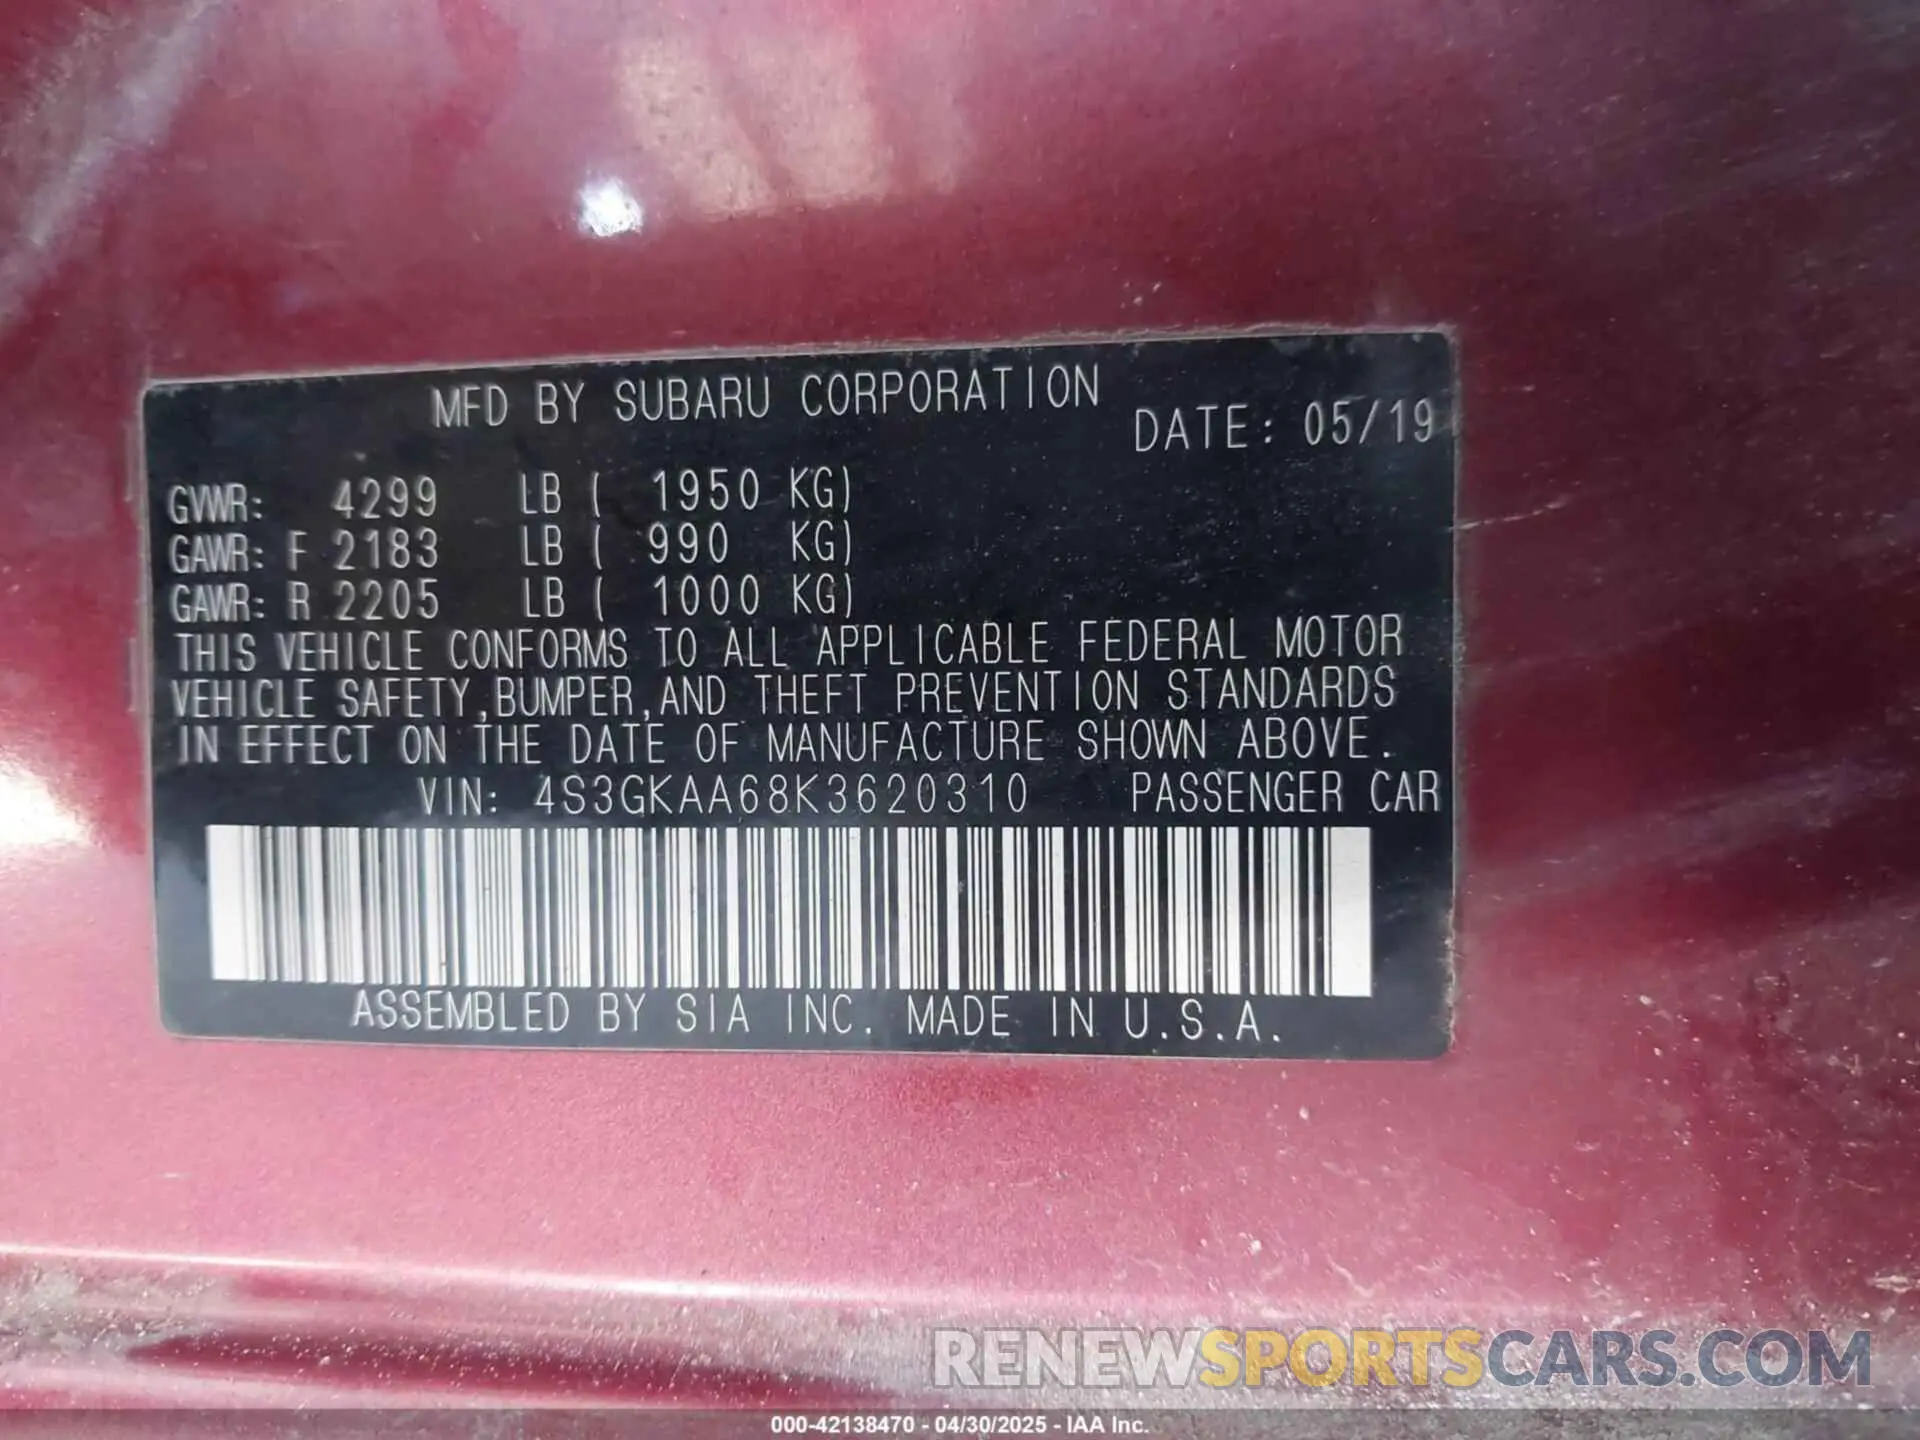 MFD BY SUBARU CORPORATION
DATE: 05/19
GVWR: 4299 LB ( 1950 KG)
GAWR: F 2183 LB ( 990 KG)
GAWR: R 2205 LB ( 1000 KG)
THIS VEHICLE CONFORMS TO ALL APPLICABLE FEDERAL MOTOR
VEHICLE SAFETY,BUMPER,AND THEFT PREVENTION STANDARDS
IN EFFECT ON THE DATE OF MANUFACTURE SHOWN ABOVE.
VIN: 4S3GKAA68K3620310 PASSENGER CAR
ASSEMBLED BY SIA INC. MADE IN U.S.A.
RENEWSPORTSCARS.COM
000-42138470 - 04/30/2025 - IAA Inc.